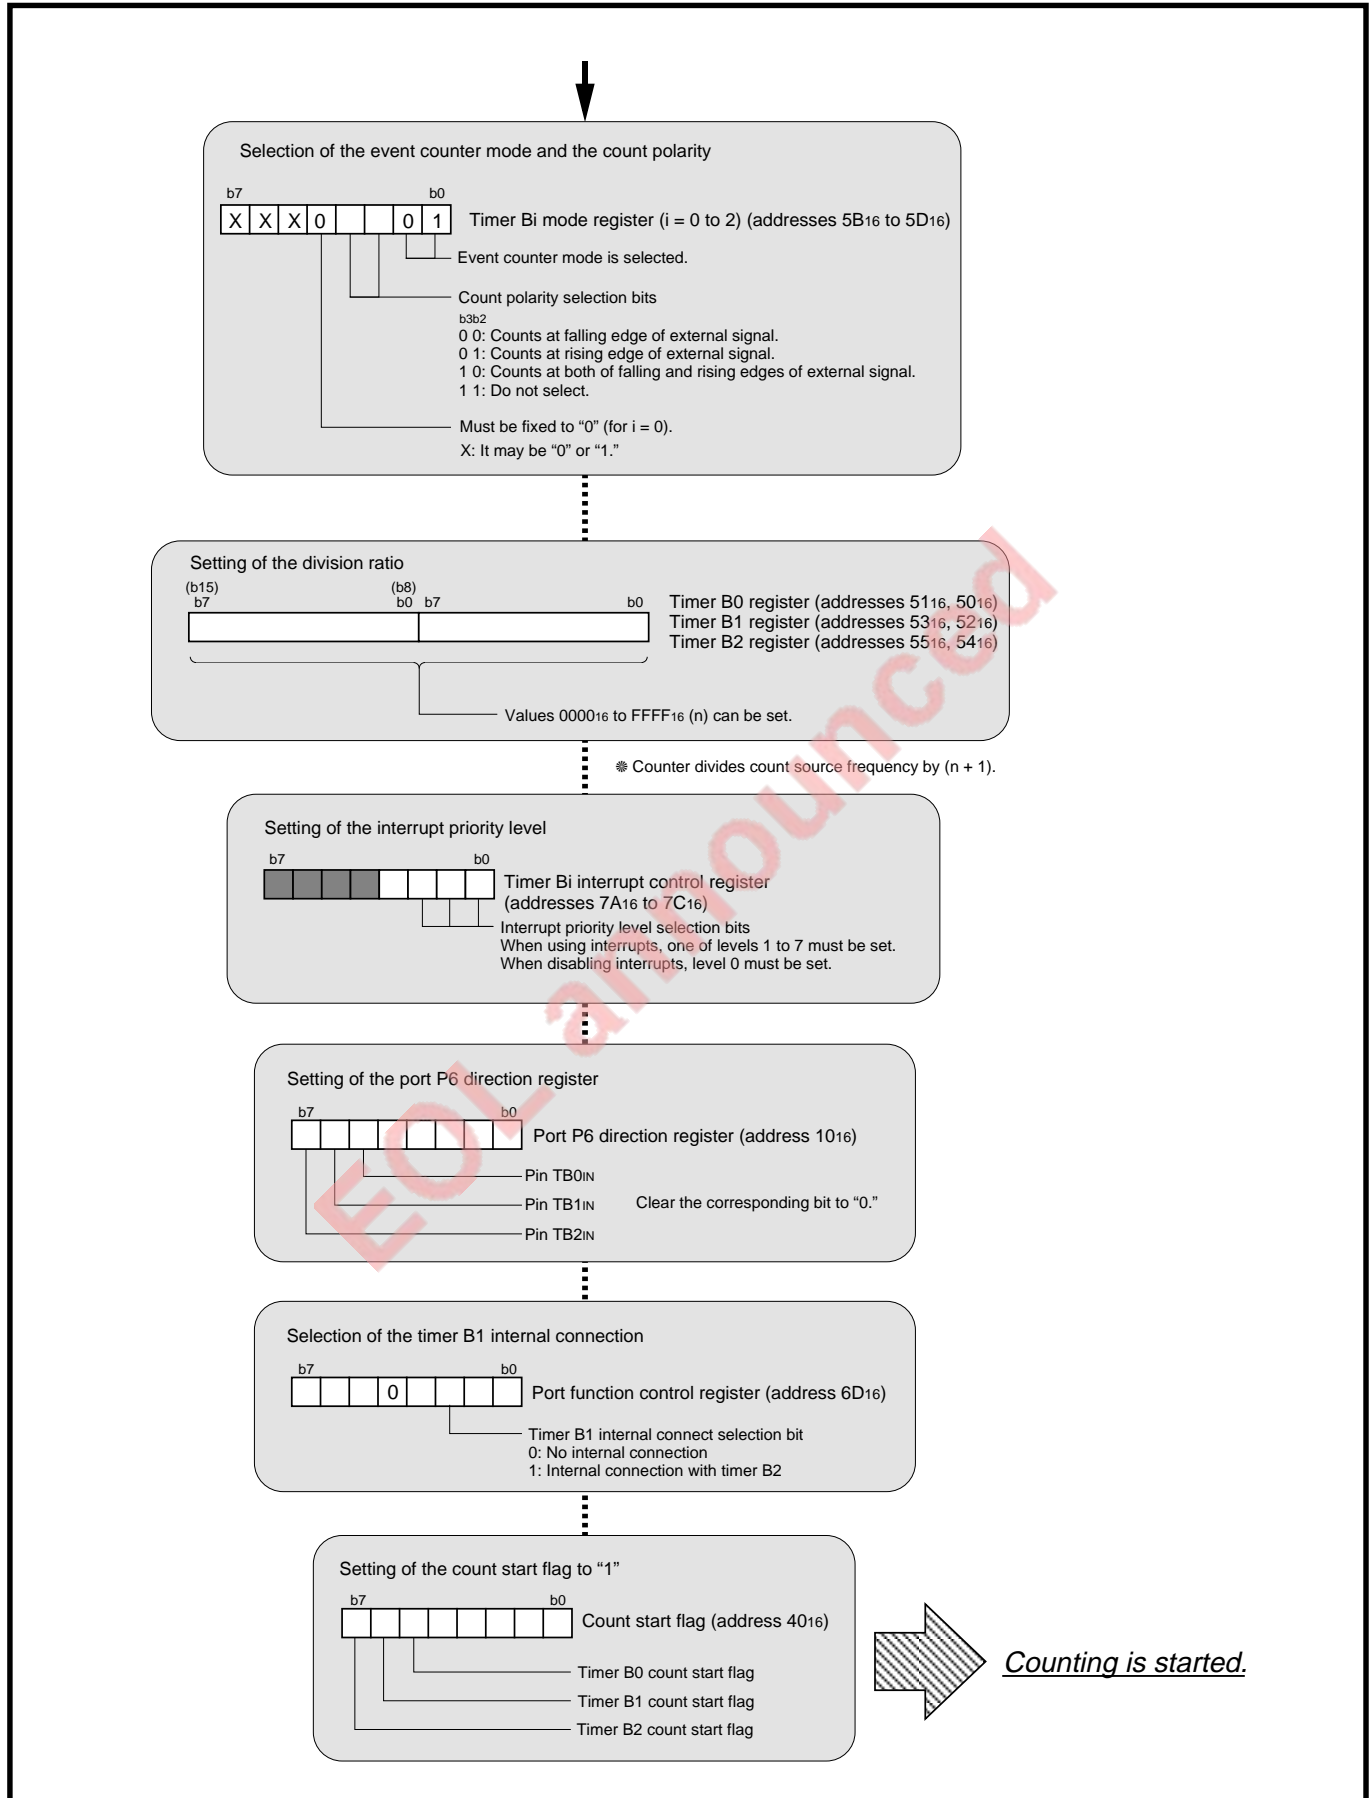 Selection of the event counter mode and the count polarity
b7 b0
X X X 0 0 1 Timer Bi mode register (i = 0 to 2) (addresses 5B16 to 5D16)
Event counter mode is selected.
Count polarity selection bits
b3b2
0 0: Counts at falling edge of external signal.
0 1: Counts at rising edge of external signal.
1 0: Counts at both of falling and rising edges of external signal.
1 1: Do not select.
Must be fixed to “0” (for i = 0).
X: It may be “0” or “1.”
Setting of the division ratio
(b15) (b8)
b7 b0 b7 b0
Timer B0 register (addresses 5116, 5016)
Timer B1 register (addresses 5316, 5216)
Timer B2 register (addresses 5516, 5416)
Values 000016 to FFFF16 (n) can be set.
❋ Counter divides count source frequency by (n + 1).
Setting of the interrupt priority level
b7 b0
Timer Bi interrupt control register
(addresses 7A16 to 7C16)
Interrupt priority level selection bits
When using interrupts, one of levels 1 to 7 must be set.
When disabling interrupts, level 0 must be set.
Setting of the port P6 direction register
b7 b0
Port P6 direction register (address 1016)
Pin TB0IN
Pin TB1IN Clear the corresponding bit to “0.”
Pin TB2IN
Selection of the timer B1 internal connection
b7 b0
0 Port function control register (address 6D16)
Timer B1 internal connect selection bit
0: No internal connection
1: Internal connection with timer B2
Setting of the count start flag to “1”
b7 b0
Count start flag (address 4016)
Timer B0 count start flag
Timer B1 count start flag
Timer B2 count start flag
Counting is started.
EOL announced